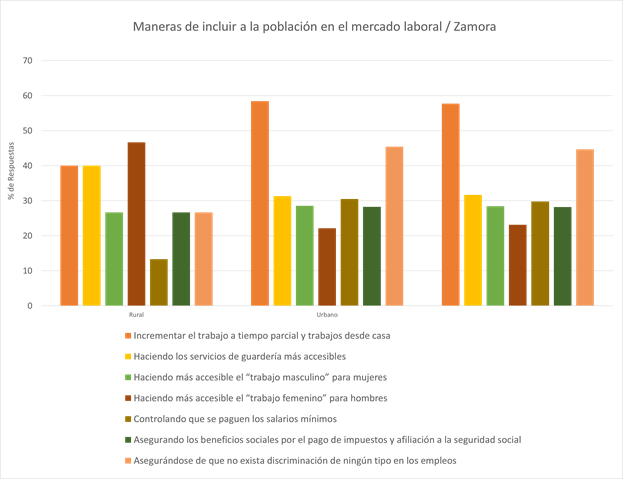 Maneras de incluir a la población en el mercado laboral / Zamora
70
60
50
40
30
20
10
0
% de Respuestas
Rural
Urbano
Incrementar el trabajo a tiempo parcial y trabajos desde casa
Haciendo los servicios de guardería más accesibles
Haciendo más accesible el “trabajo masculino” para mujeres
Haciendo más accesible el “trabajo femenino” para hombres
Controlando que se paguen los salarios mínimos
Asegurando los beneficios sociales por el pago de impuestos y afiliación a la seguridad social
Asegurándose de que no exista discriminación de ningún tipo en los empleos